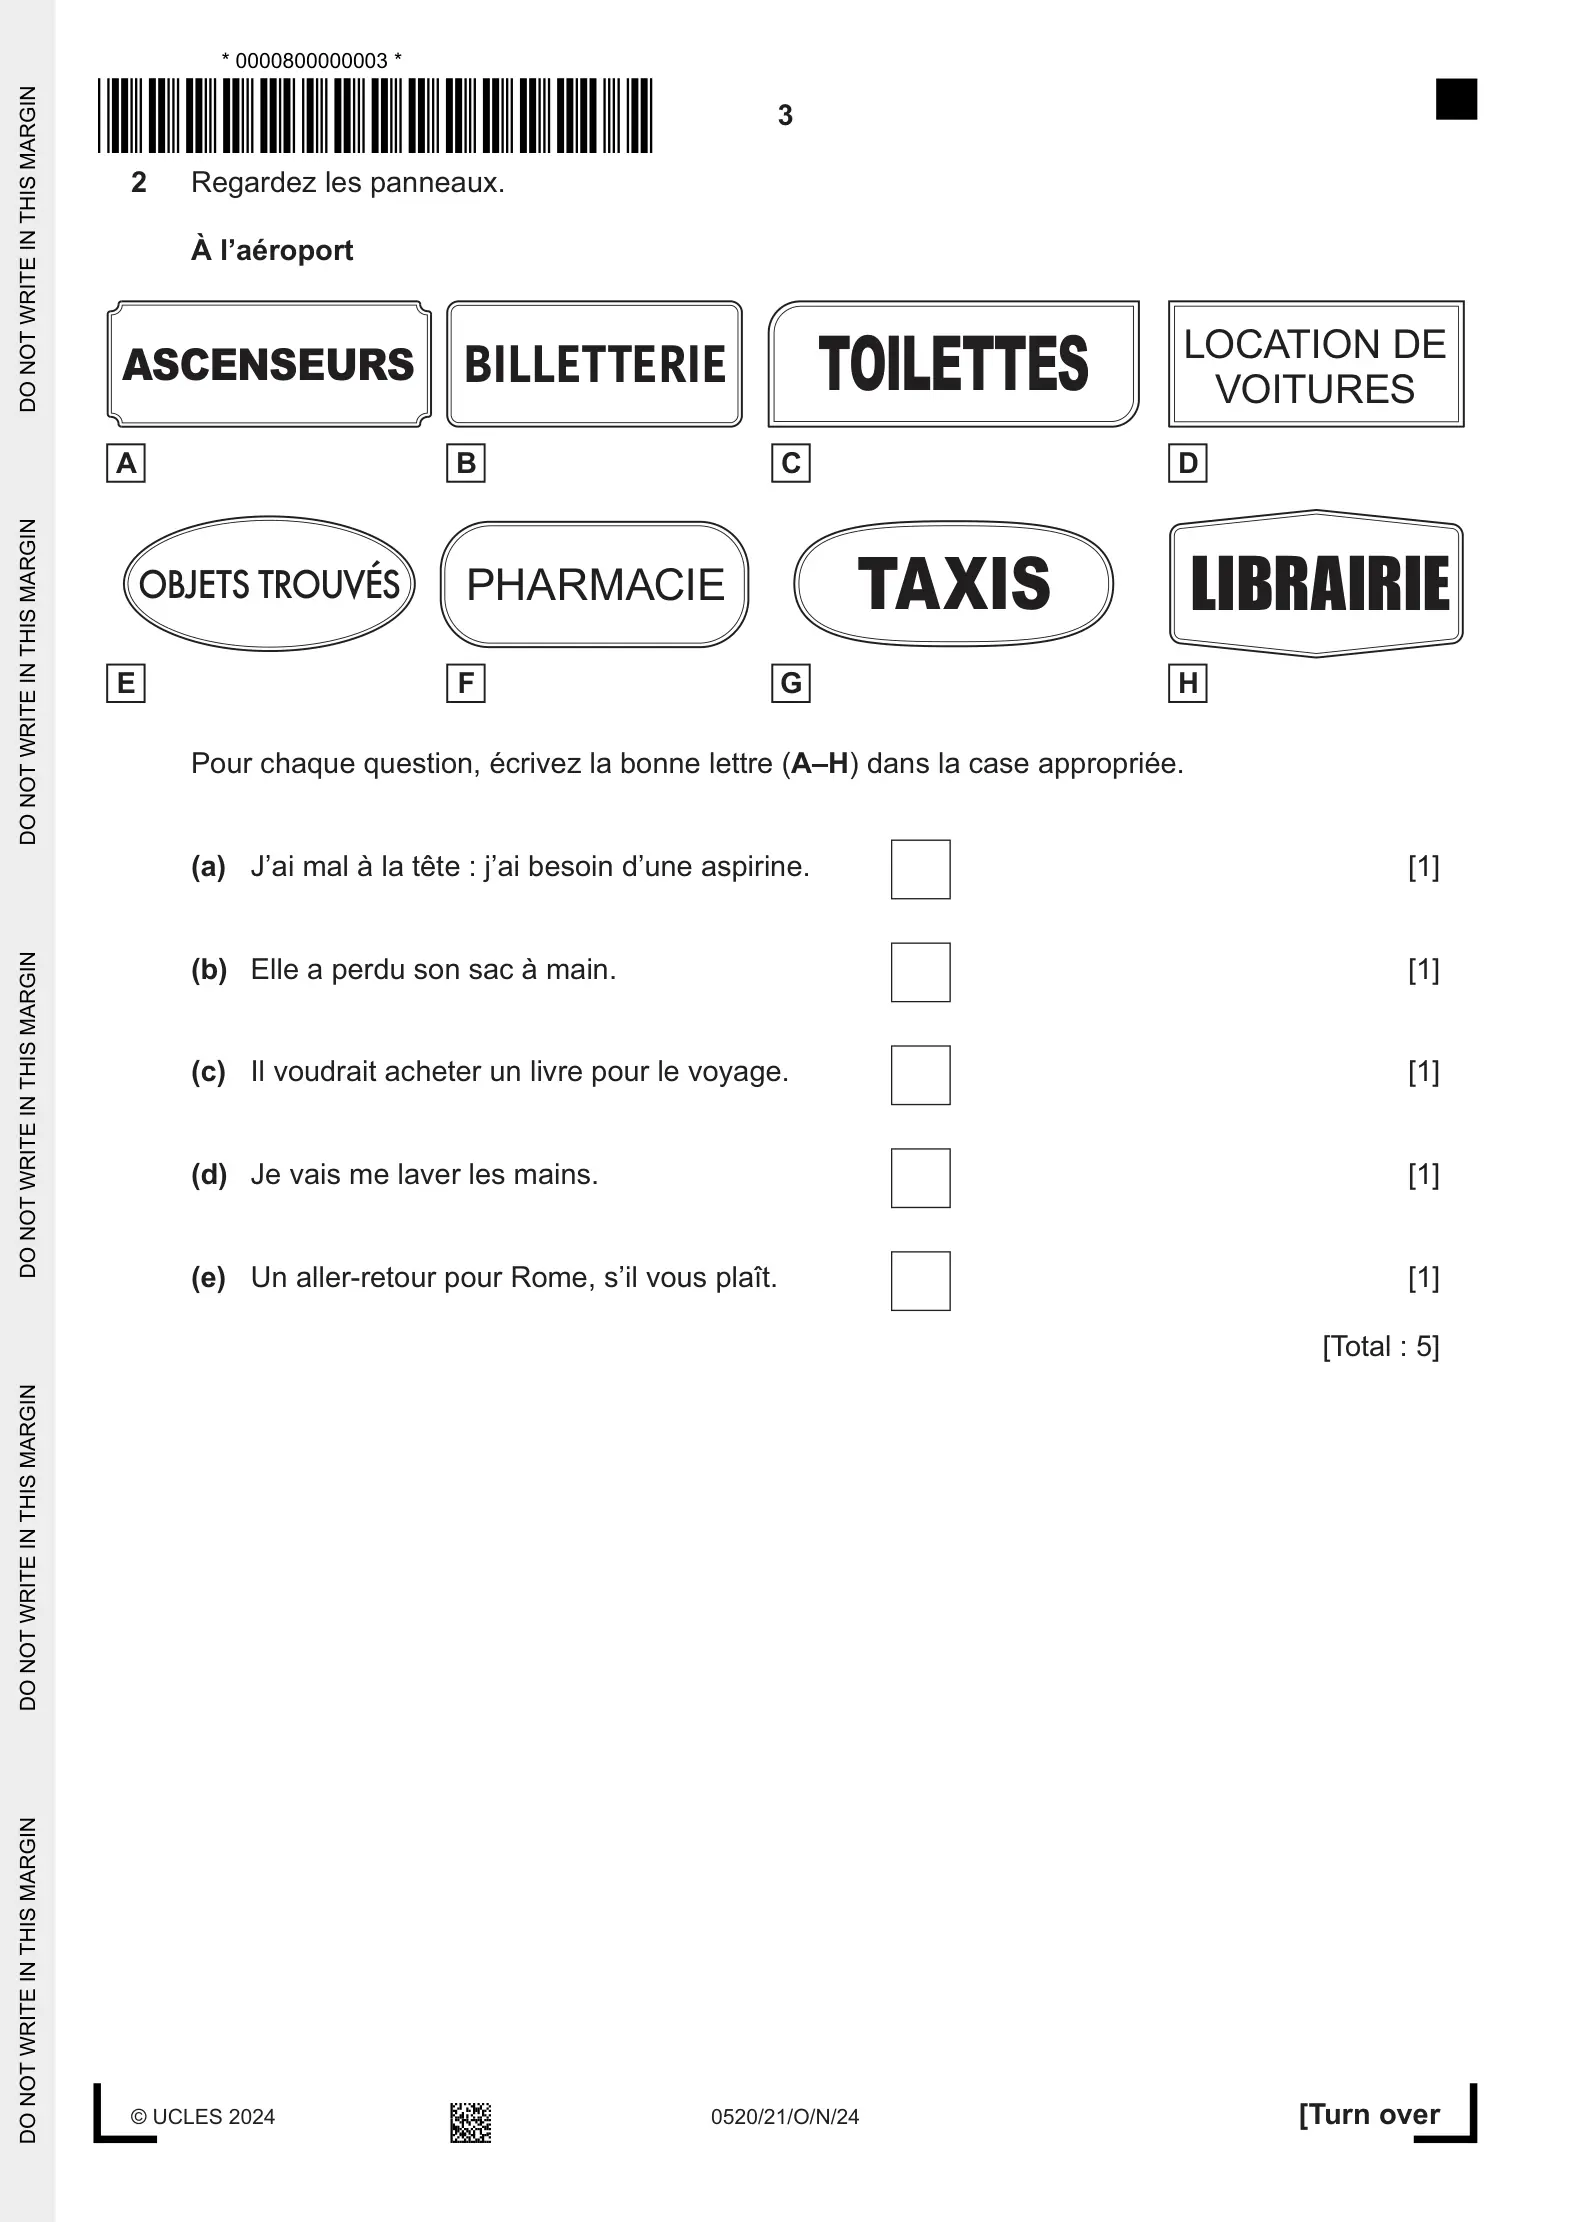 * 0000800000003 *
3
DO NOT WRITE IN THIS MARGIN
DO NOT WRITE IN THIS MARGIN
DO NOT WRITE IN THIS MARGIN
DO NOT WRITE IN THIS MARGIN
DO NOT WRITE IN THIS MARGIN
2 Regardez les panneaux.
À l’aéroport
ASCENSEURS BILLETTERIE TOILETTES LOCATION DE
VOITURES
A B C D
OBJETS TROUVÉS PHARMACIE TAXIS LIBRAIRIE
E F G H
Pour chaque question, écrivez la bonne lettre (A–H) dans la case appropriée.
(a) J’ai mal à la tête : j’ai besoin d’une aspirine. [1]
(b) Elle a perdu son sac à main. [1]
(c) Il voudrait acheter un livre pour le voyage. [1]
(d) Je vais me laver les mains. [1]
(e) Un aller-retour pour Rome, s’il vous plaît. [1]
[Total : 5]
© UCLES 2024 0520/21/O/N/24 [Turn over